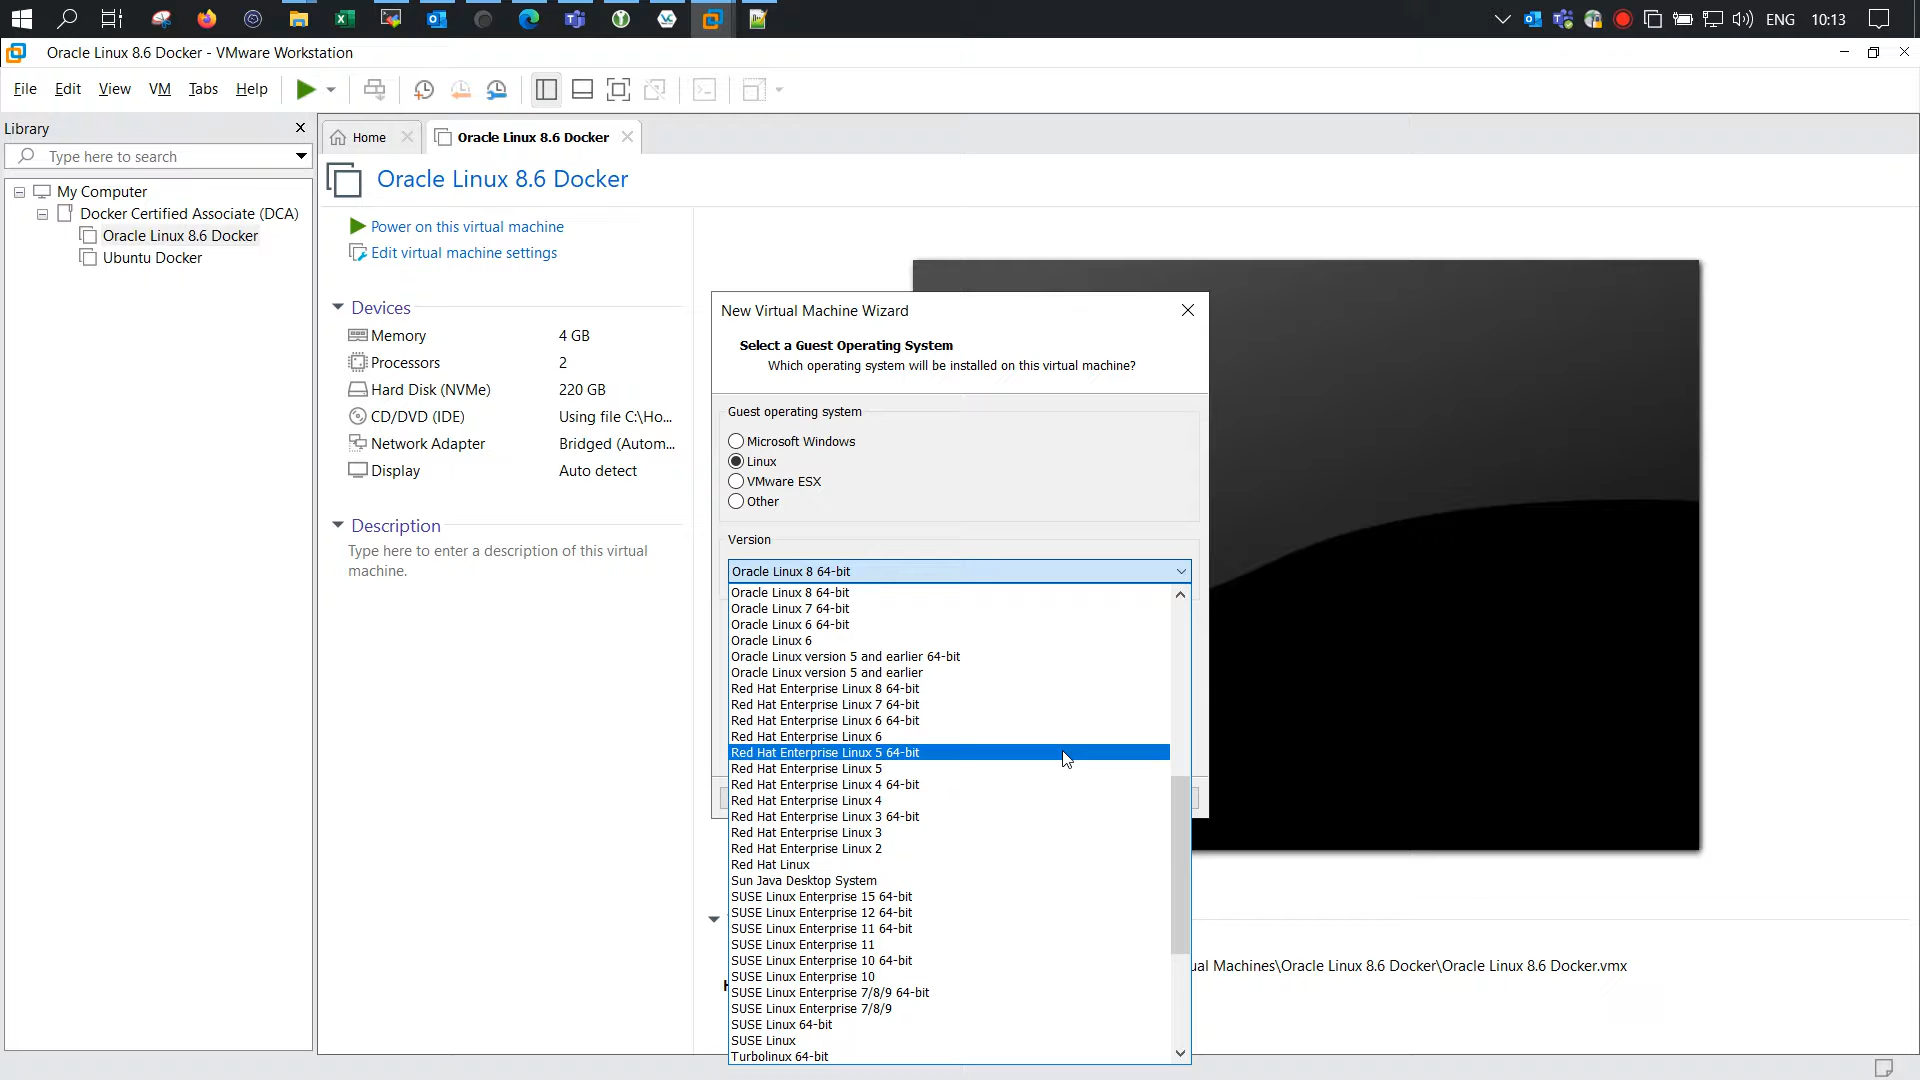 ENG 10:13
Oracle Linux 8.6 Docker - VMware Workstation
File Edit View VM Tabs Help
Library
Type here to search
My Computer
Docker Certified Associate (DCA)
Oracle Linux 8.6 Docker
Ubuntu Docker
Home
Oracle Linux 8.6 Docker
Oracle Linux 8.6 Docker
Power on this virtual machine
Edit virtual machine settings
Devices
Memory 4 GB
Processors 2
Hard Disk (NVMe) 220 GB
CD/DVD (IDE) Using file C:\Ho...
Network Adapter Bridged (Autom...
Display Auto detect
Description
Type here to enter a description of this virtual
machine.
New Virtual Machine Wizard
Select a Guest Operating System
Which operating system will be installed on this virtual machine?
Guest operating system
Microsoft Windows
Linux
VMware ESX
Other
Version
Oracle Linux 8 64-bit
Oracle Linux 8 64-bit
Oracle Linux 7 64-bit
Oracle Linux 6 64-bit
Oracle Linux 6
Oracle Linux version 5 and earlier 64-bit
Oracle Linux version 5 and earlier
Red Hat Enterprise Linux 8 64-bit
Red Hat Enterprise Linux 7 64-bit
Red Hat Enterprise Linux 6 64-bit
Red Hat Enterprise Linux 6
Red Hat Enterprise Linux 5 64-bit
Red Hat Enterprise Linux 5
Red Hat Enterprise Linux 4 64-bit
Red Hat Enterprise Linux 4
Red Hat Enterprise Linux 3 64-bit
Red Hat Enterprise Linux 3
Red Hat Enterprise Linux 2
Red Hat Linux
Sun Java Desktop System
SUSE Linux Enterprise 15 64-bit
SUSE Linux Enterprise 12 64-bit
SUSE Linux Enterprise 11 64-bit
SUSE Linux Enterprise 11
SUSE Linux Enterprise 10 64-bit
SUSE Linux Enterprise 10
SUSE Linux Enterprise 7/8/9 64-bit
SUSE Linux Enterprise 7/8/9
SUSE Linux 64-bit
SUSE Linux
Turbolinux 64-bit
ual Machines\Oracle Linux 8.6 Docker\Oracle Linux 8.6 Docker.vmx